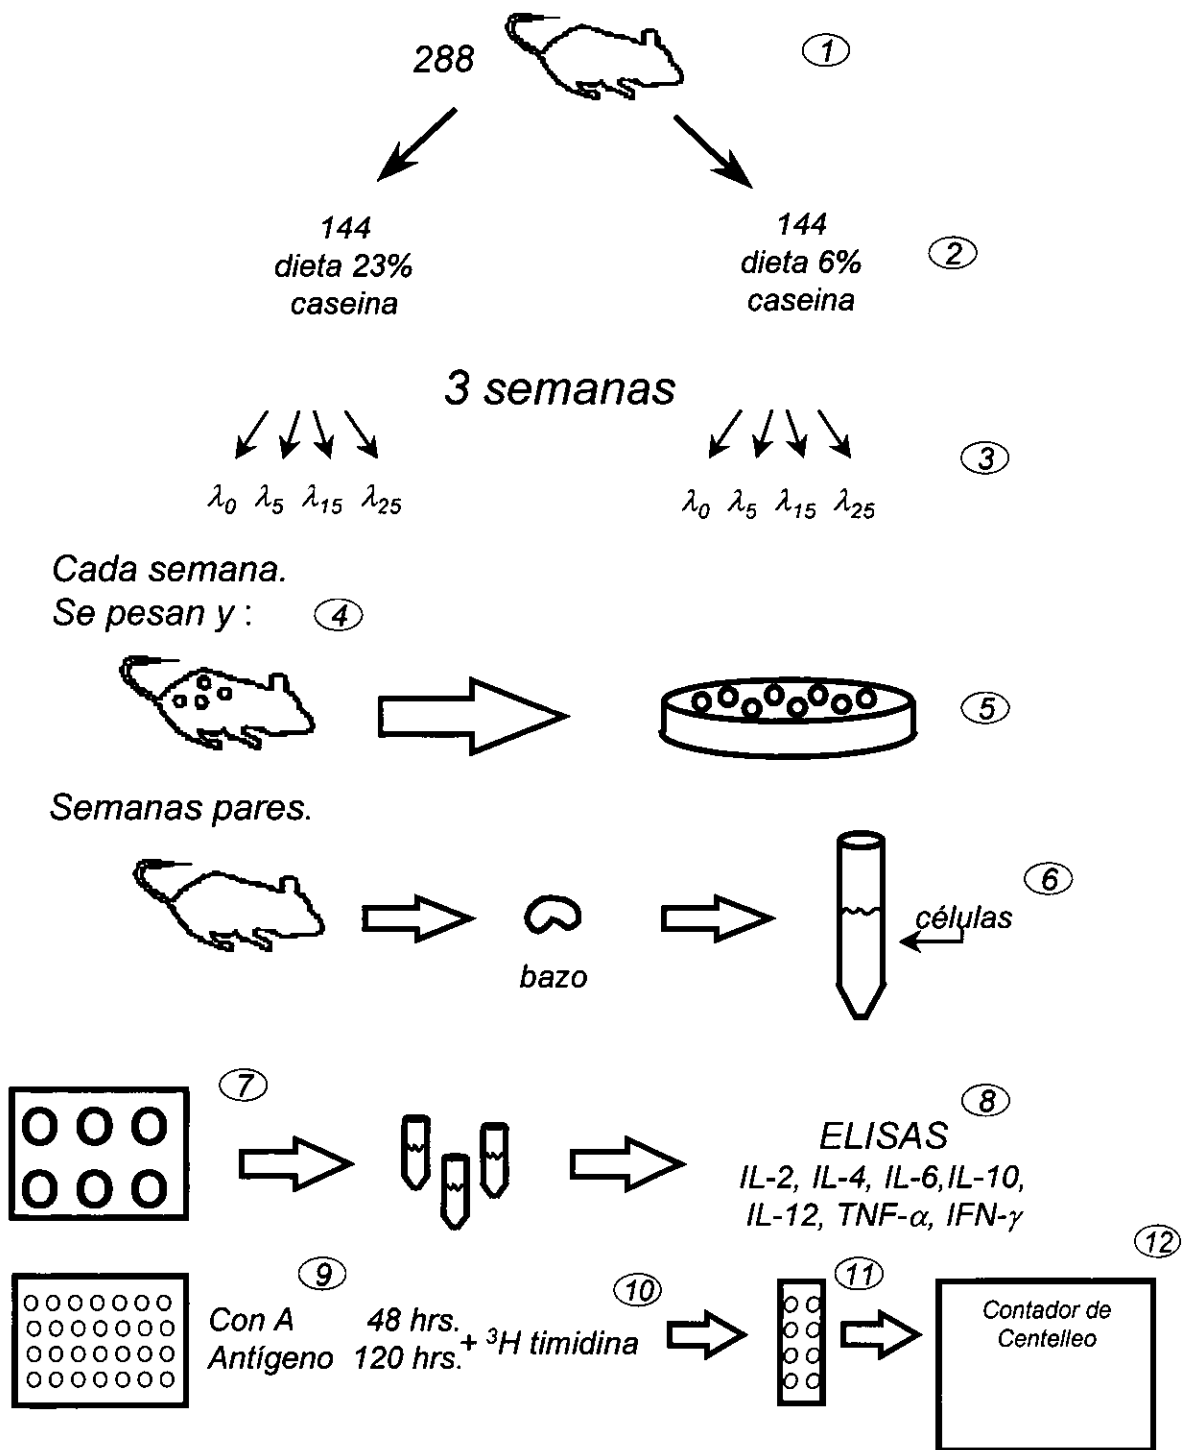 288
1
144
dieta 23%
caseina
144
dieta 6%
caseina
2
3 semanas
λ0 λ5 λ15 λ25
λ0 λ5 λ15 λ25
3
Cada semana.
Se pesan y :
4
5
Semanas pares.
bazo
células
6
7
8
ELISAS
IL-2, IL-4, IL-6,IL-10,
IL-12, TNF-α, IFN-γ
9
Con A 48 hrs.
Antígeno 120 hrs.
+ ³H timidina
10
11
12
Contador de
Centelleo